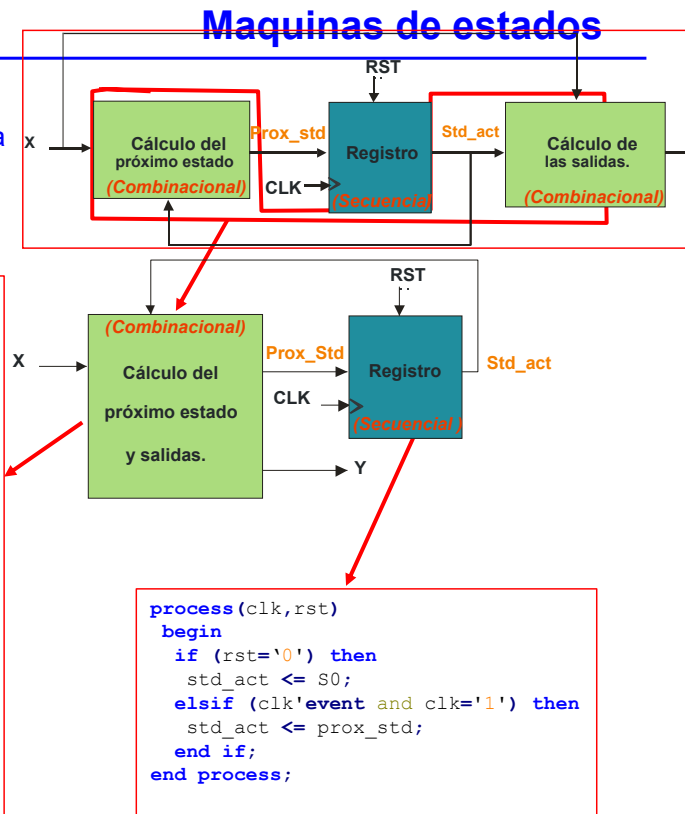 Maquinas de estados
RST
a
X
Cálculo del
próximo estado
(Combinacional)
Prox_std
CLK
Registro
(Secuencial)
Std_act
Cálculo de
las salidas.
(Combinacional)
RST
X
(Combinacional)
Cálculo del
próximo estado
y salidas.
Prox_Std
CLK
Registro
(Secuencial )
Std_act
Y
process(clk,rst)
begin
if (rst=‘0') then
std_act <= S0;
elsif (clk'event and clk='1') then
std_act <= prox_std;
end if;
end process;